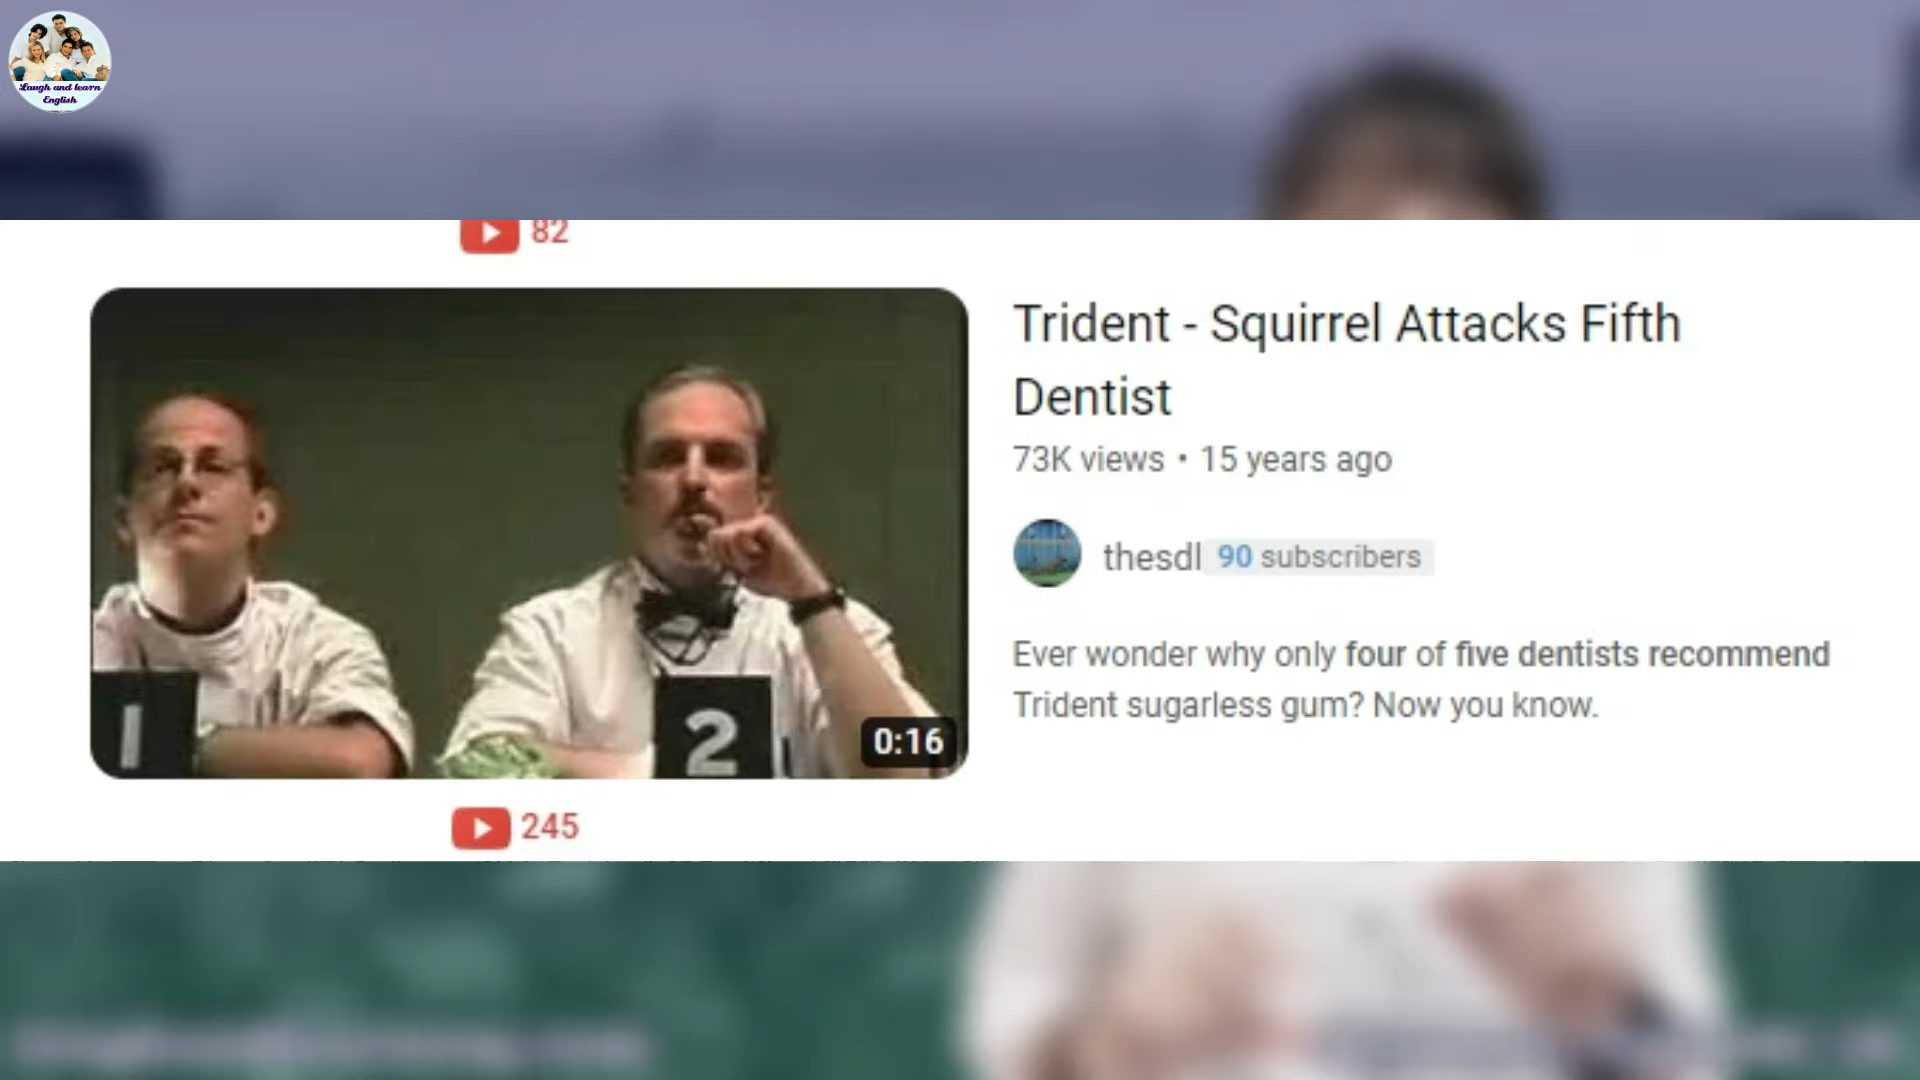 Laugh and learn
English
82
Trident - Squirrel Attacks Fifth
Dentist
73K views • 15 years ago
thesdl 90 subscribers
Ever wonder why only four of five dentists recommend
Trident sugarless gum? Now you know.
1
2
0:16
245